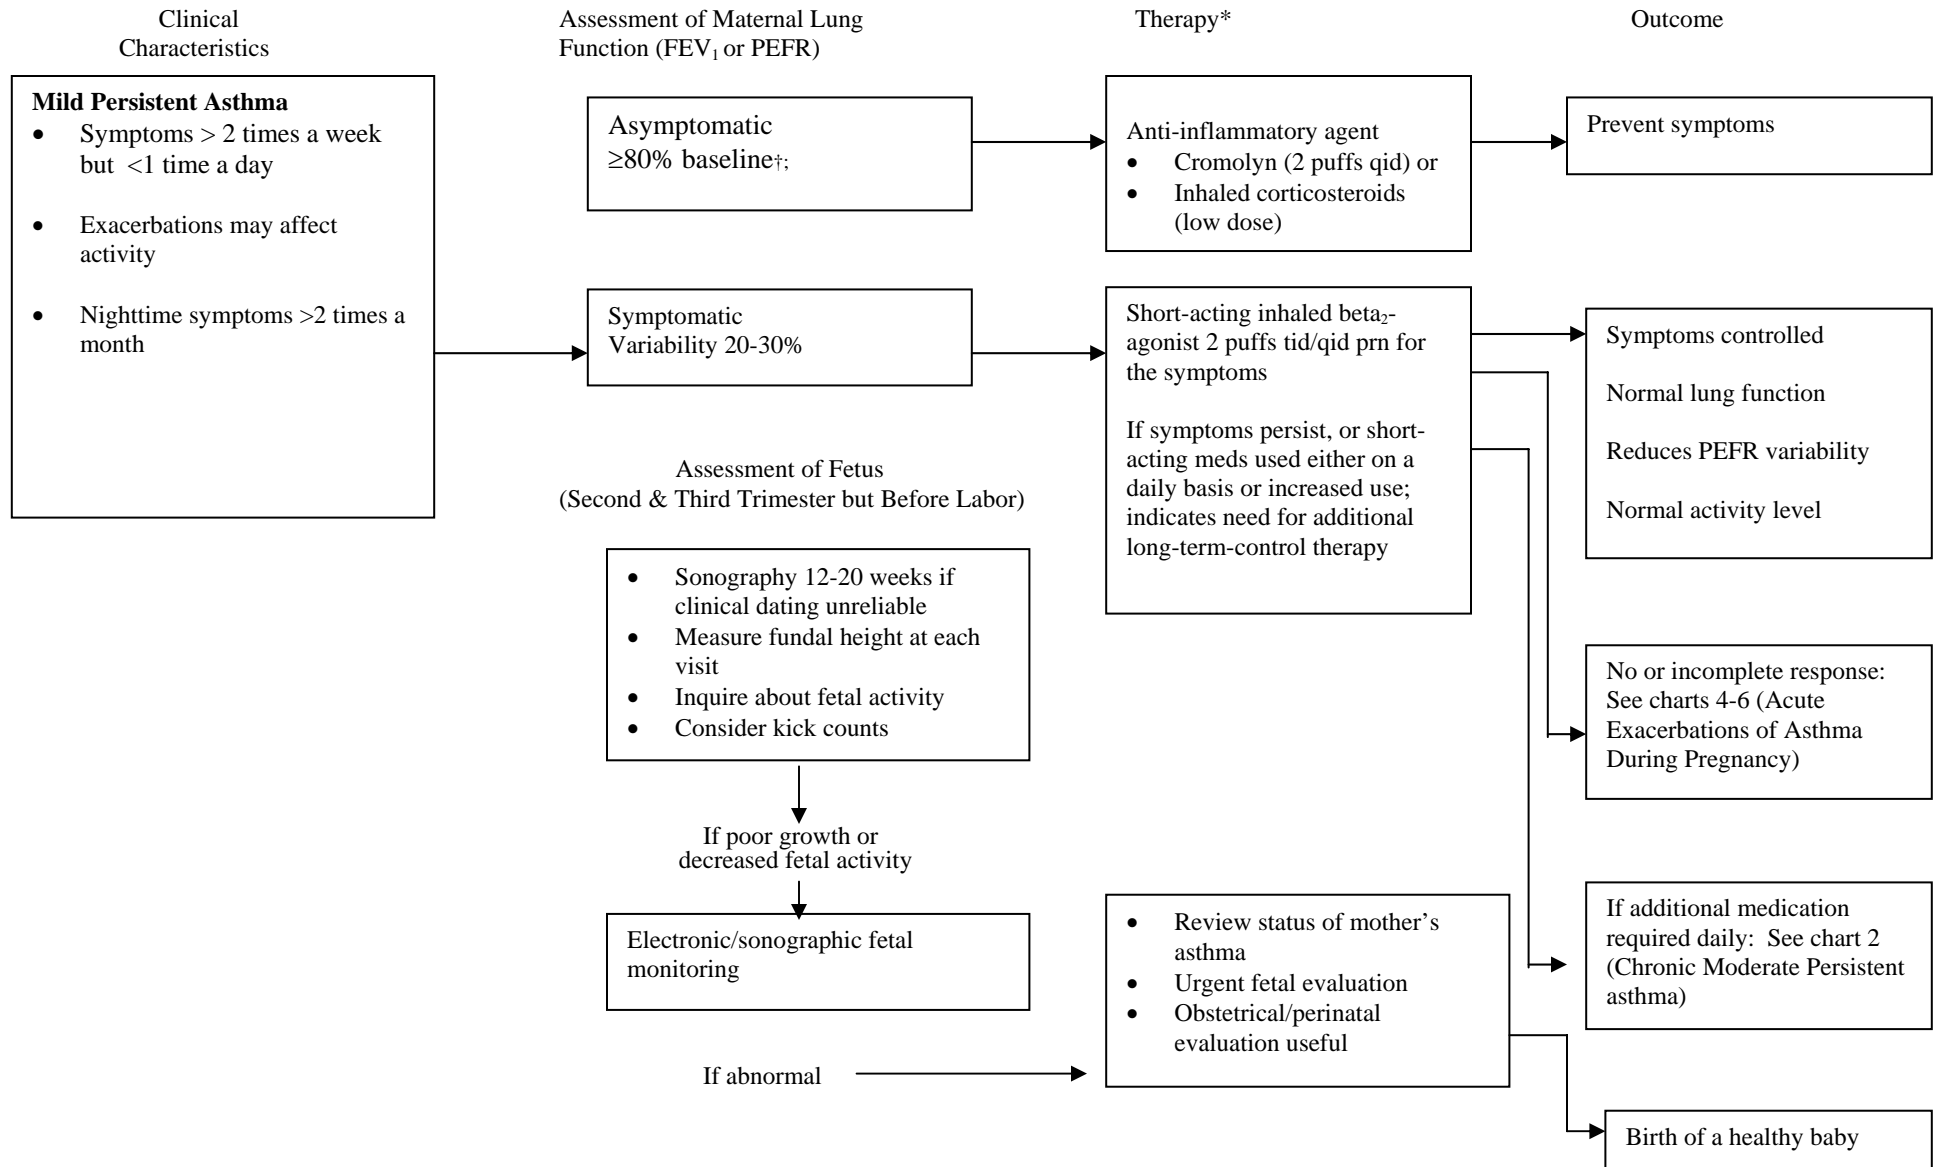 Clinical
Characteristics
Assessment of Maternal Lung
Function (FEV₁ or PEFR)
Therapy*
Outcome
Mild Persistent Asthma
• Symptoms > 2 times a week
but <1 time a day
• Exacerbations may affect
activity
• Nighttime symptoms >2 times a
month
Asymptomatic
≥80% baseline†;
Anti-inflammatory agent
• Cromolyn (2 puffs qid) or
• Inhaled corticosteroids
(low dose)
Prevent symptoms
Symptomatic
Variability 20-30%
Short-acting inhaled beta₂-
agonist 2 puffs tid/qid prn for
the symptoms
If symptoms persist, or short-
acting meds used either on a
daily basis or increased use;
indicates need for additional
long-term-control therapy
Symptoms controlled
Normal lung function
Reduces PEFR variability
Normal activity level
Assessment of Fetus
(Second & Third Trimester but Before Labor)
• Sonography 12-20 weeks if
clinical dating unreliable
• Measure fundal height at each
visit
• Inquire about fetal activity
• Consider kick counts
No or incomplete response:
See charts 4-6 (Acute
Exacerbations of Asthma
During Pregnancy)
If poor growth or
decreased fetal activity
Electronic/sonographic fetal
monitoring
• Review status of mother’s
asthma
• Urgent fetal evaluation
• Obstetrical/perinatal
evaluation useful
If additional medication
required daily: See chart 2
(Chronic Moderate Persistent
asthma)
If abnormal
Birth of a healthy baby